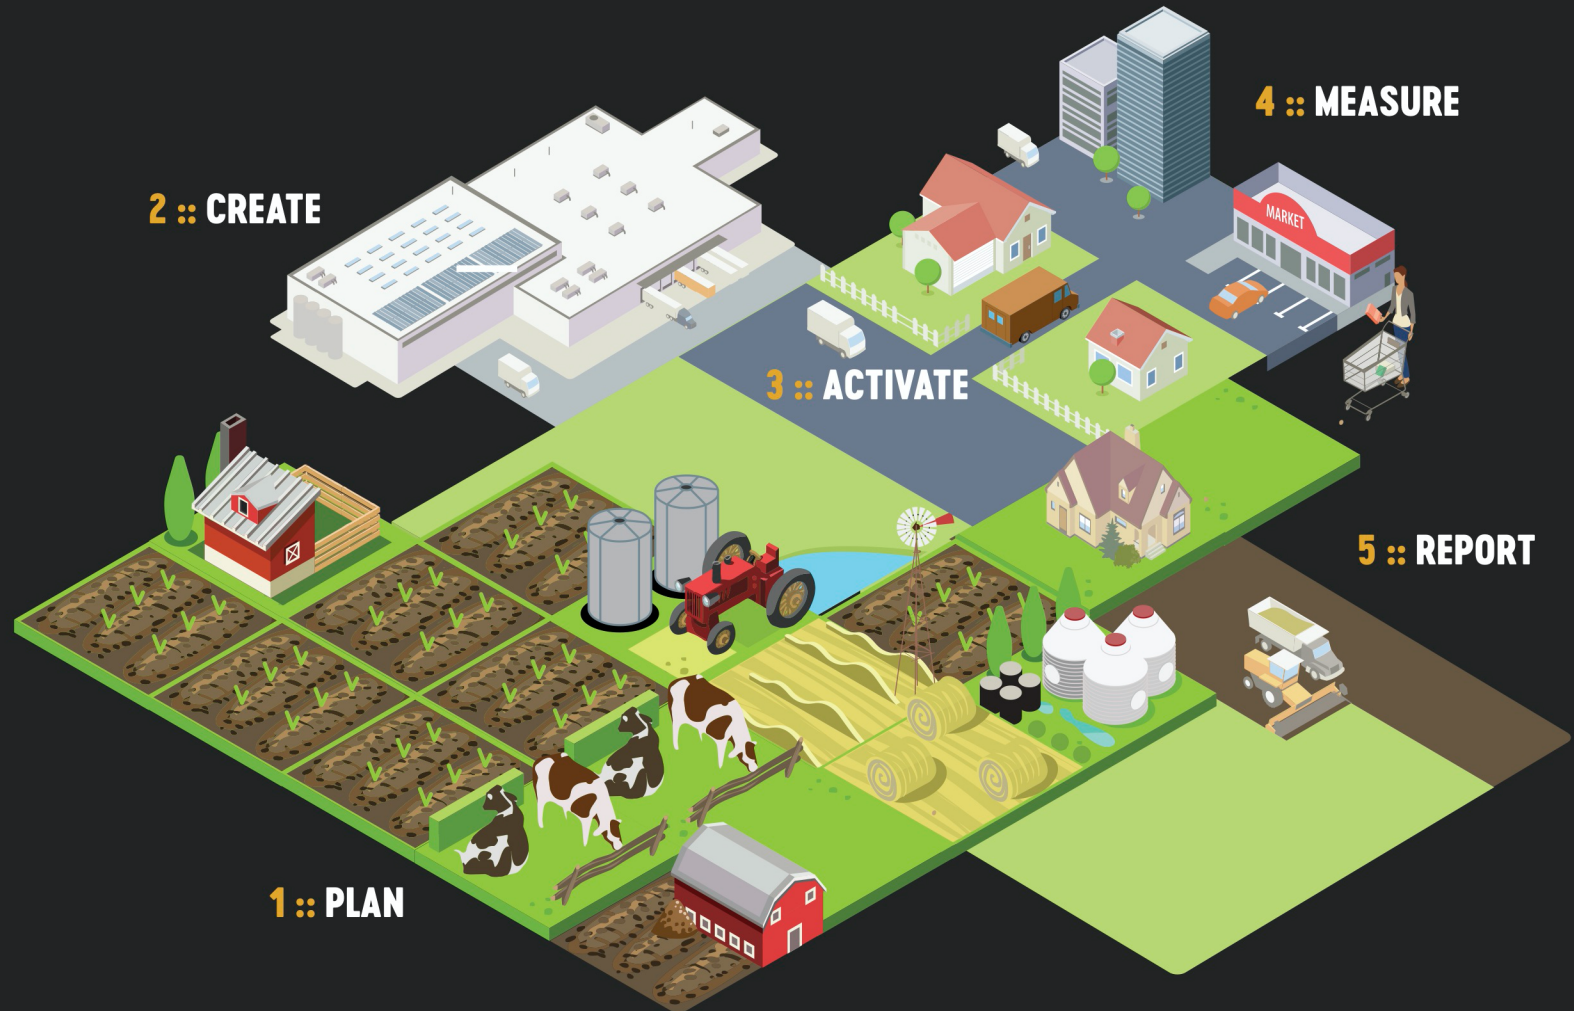 4 :: MEASURE
2 :: CREATE
MARKET
3 :: ACTIVATE
5 :: REPORT
1 :: PLAN